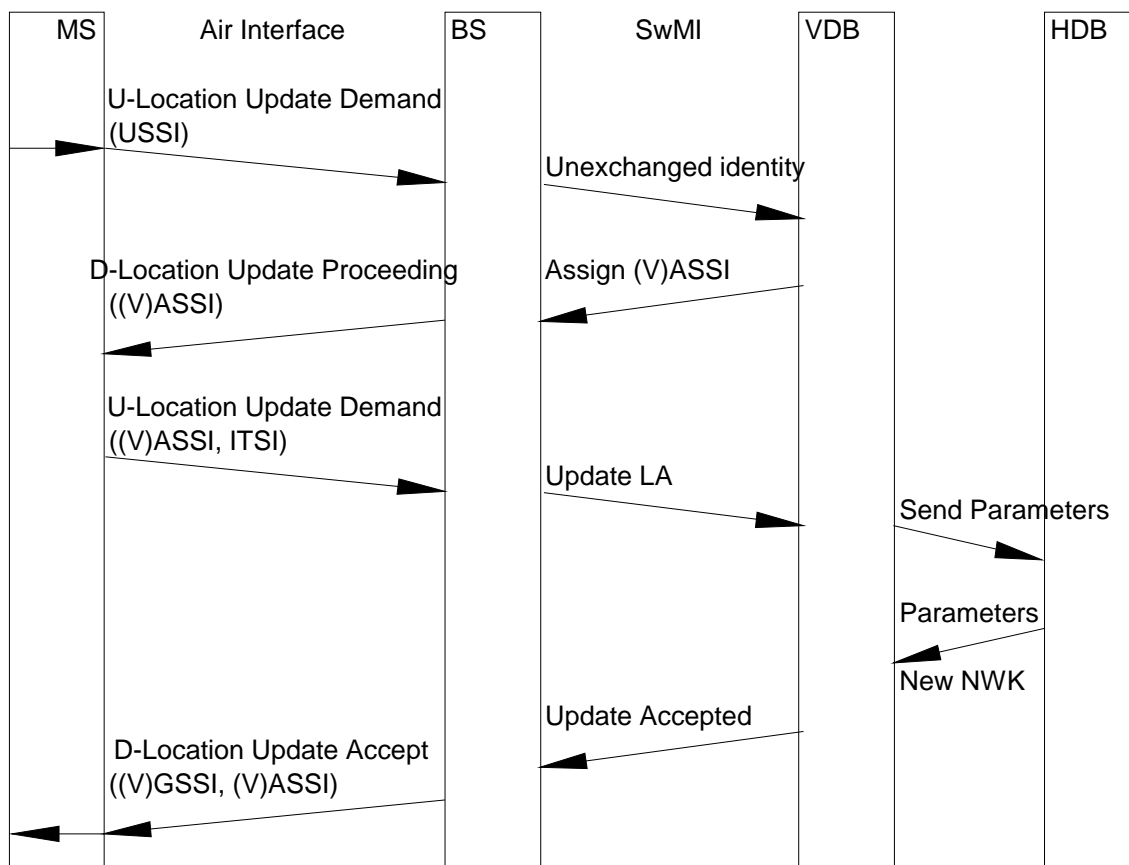 MS
Air Interface
BS
SwMI
VDB
HDB
U-Location Update Demand
(USSI)
Unexchanged identity
D-Location Update Proceeding
((V)ASSI)
Assign (V)ASSI
U-Location Update Demand
((V)ASSI, ITSI)
Update LA
Send Parameters
Parameters
New NWK
Update Accepted
D-Location Update Accept
((V)GSSI, (V)ASSI)